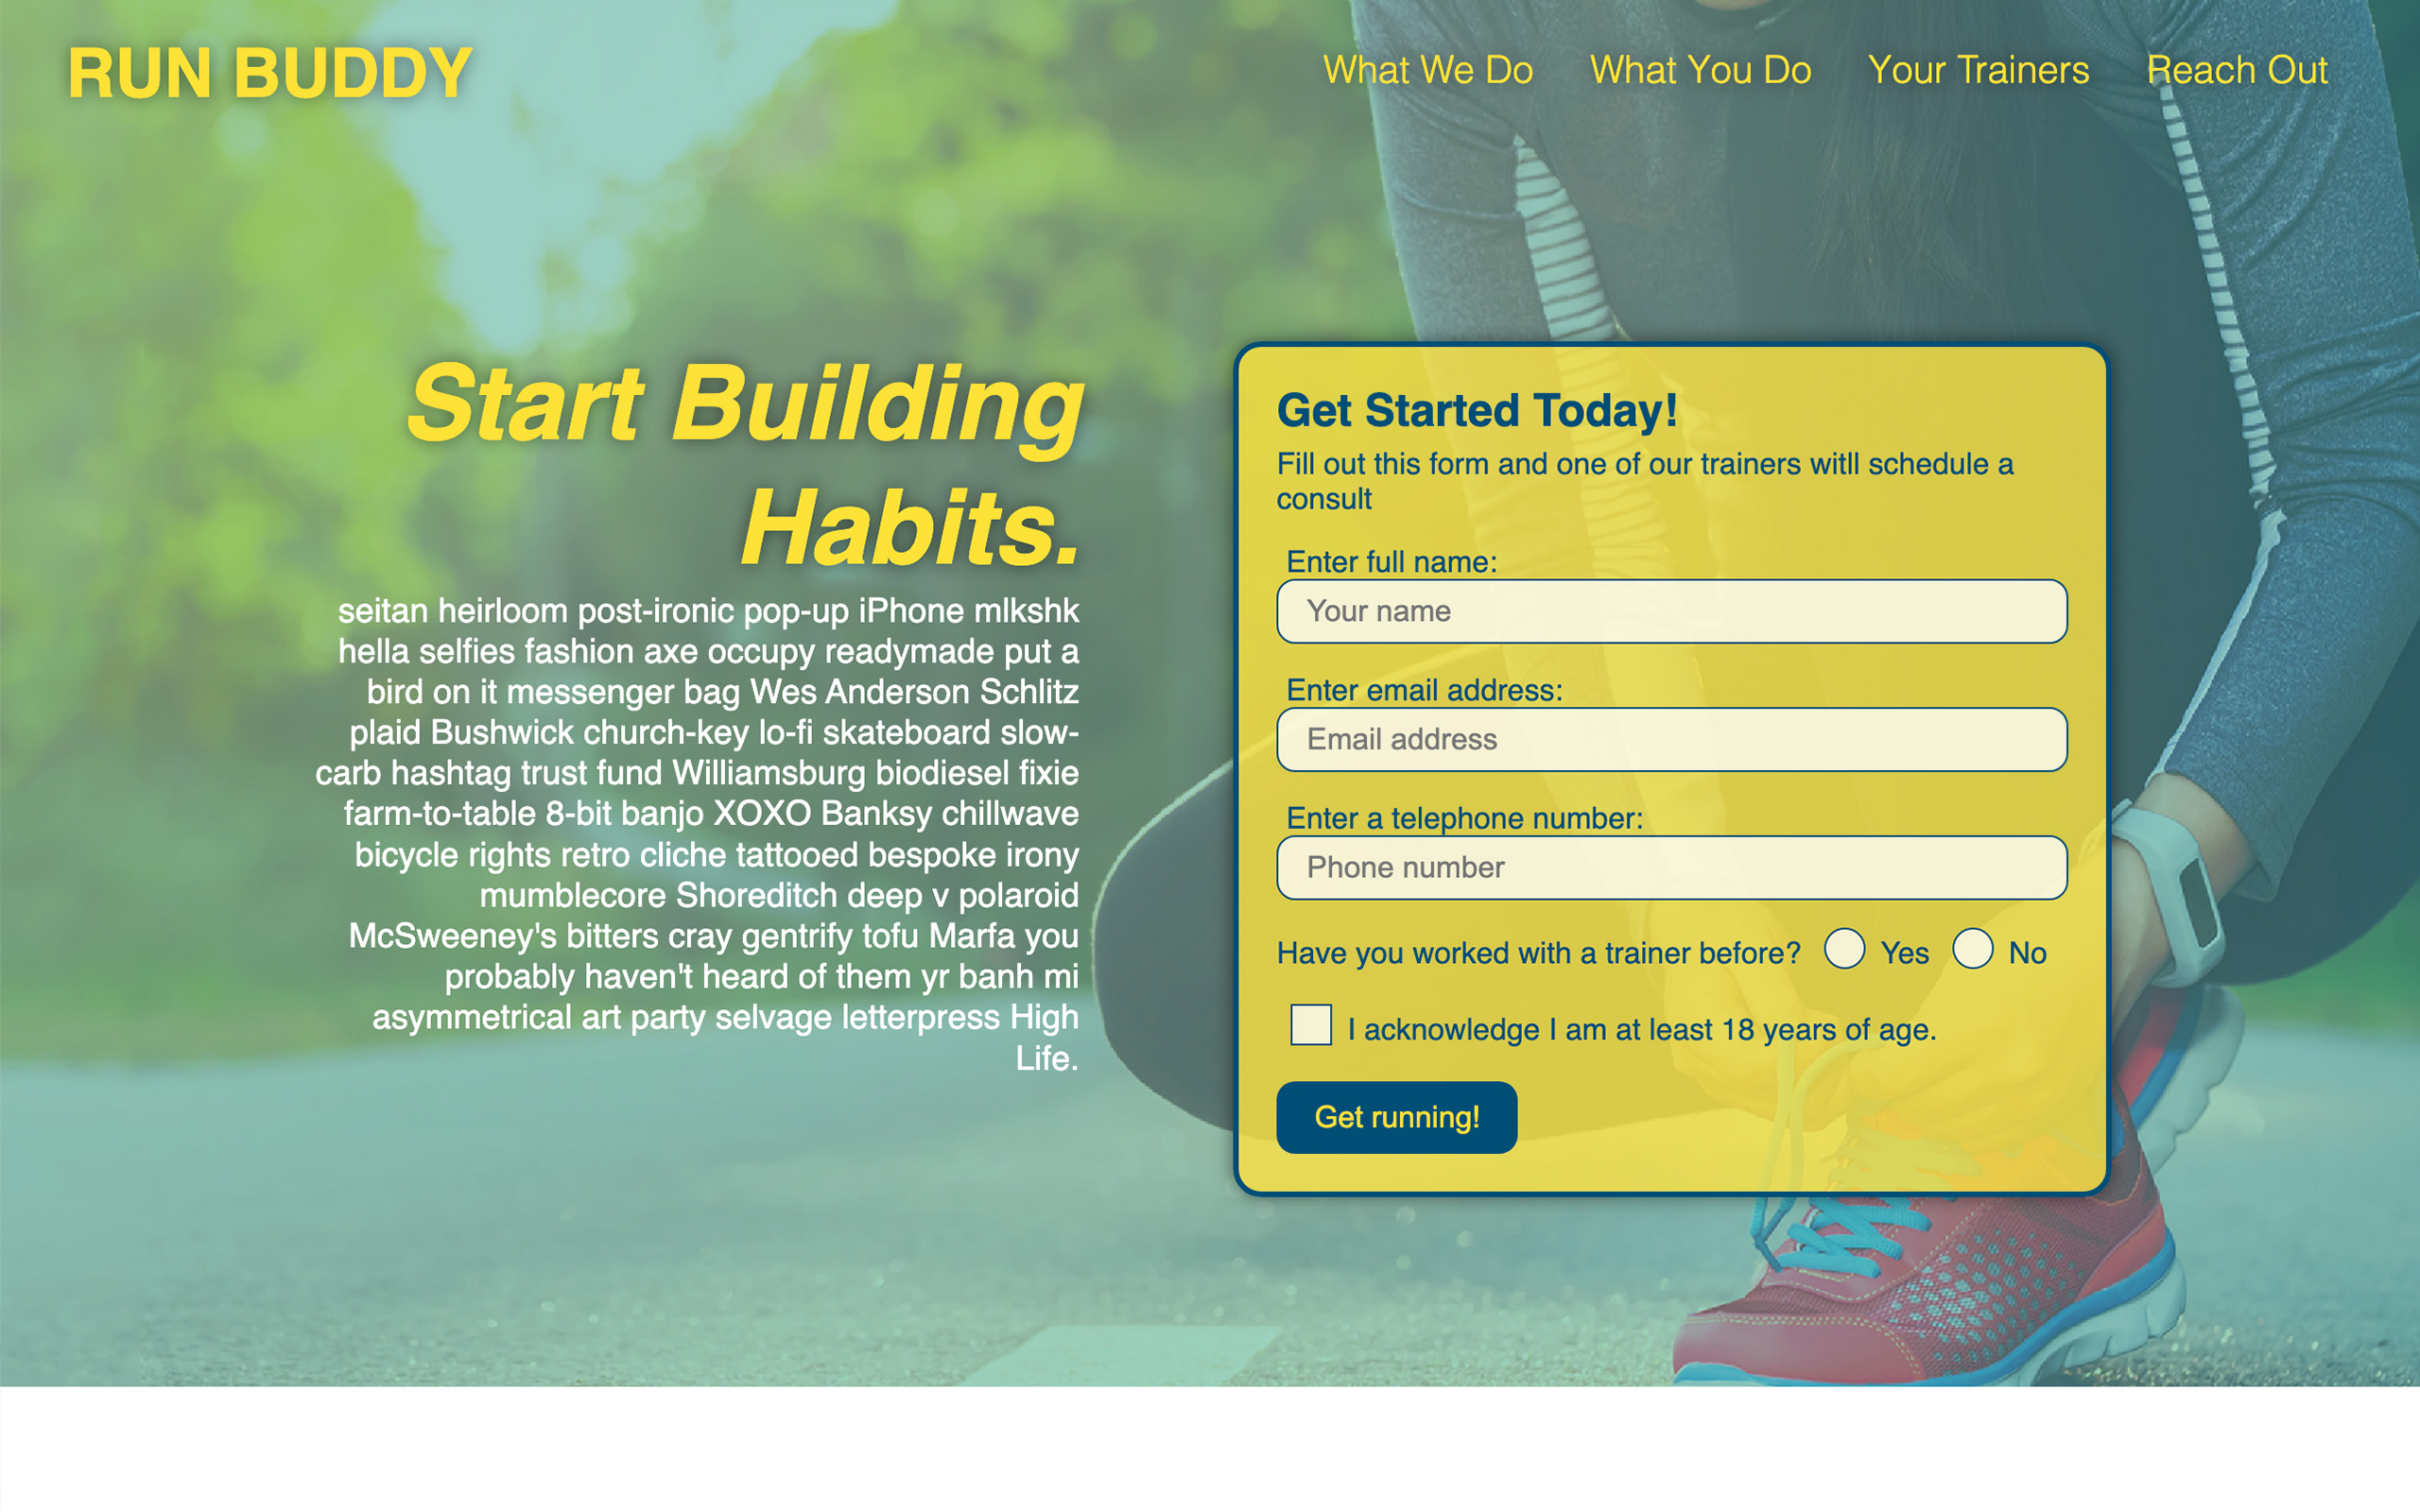 RUN BUDDY
What We Do What You Do Your Trainers Reach Out
Start Building
Habits.
seitan heirloom post-ironic pop-up iPhone mlkshk
hella selfies fashion axe occupy readymade put a
bird on it messenger bag Wes Anderson Schlitz
plaid Bushwick church-key lo-fi skateboard slow-
carb hashtag trust fund Williamsburg biodiesel fixie
farm-to-table 8-bit banjo XOXO Banksy chillwave
bicycle rights retro cliche tattooed bespoke irony
mumblecore Shoreditch deep v polaroid
McSweeney's bitters cray gentrify tofu Marfa you
probably haven't heard of them yr banh mi
asymmetrical art party selvage letterpress High
Life.
Get Started Today!
Fill out this form and one of our trainers witll schedule a
consult
Enter full name:
Your name
Enter email address:
Email address
Enter a telephone number:
Phone number
Have you worked with a trainer before? Yes No
I acknowledge I am at least 18 years of age.
Get running!